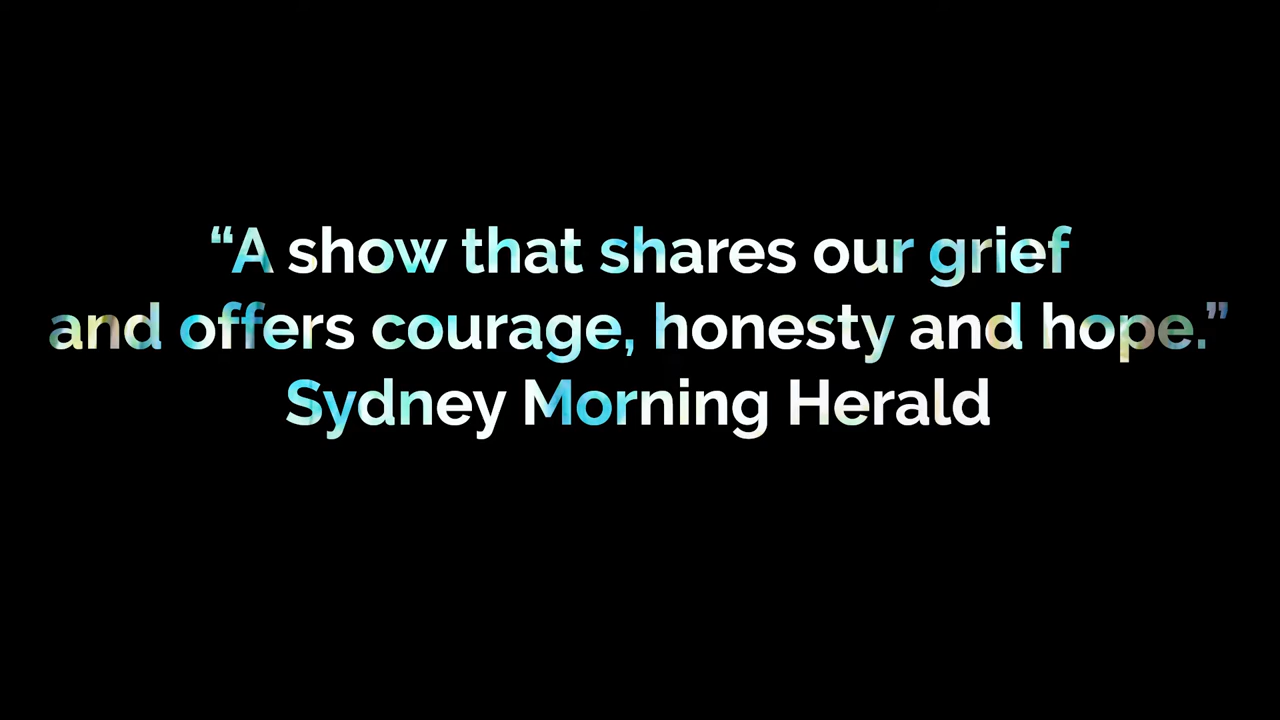 “A show that shares our grief
and offers courage, honesty and hope.”
Sydney Morning Herald